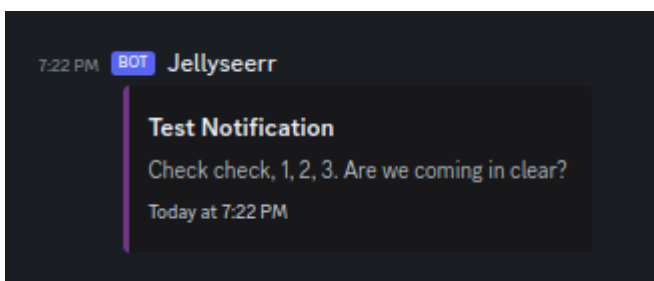 7:22 PM BOT Jellyseerr
Test Notification
Check check, 1, 2, 3. Are we coming in clear?
Today at 7:22 PM